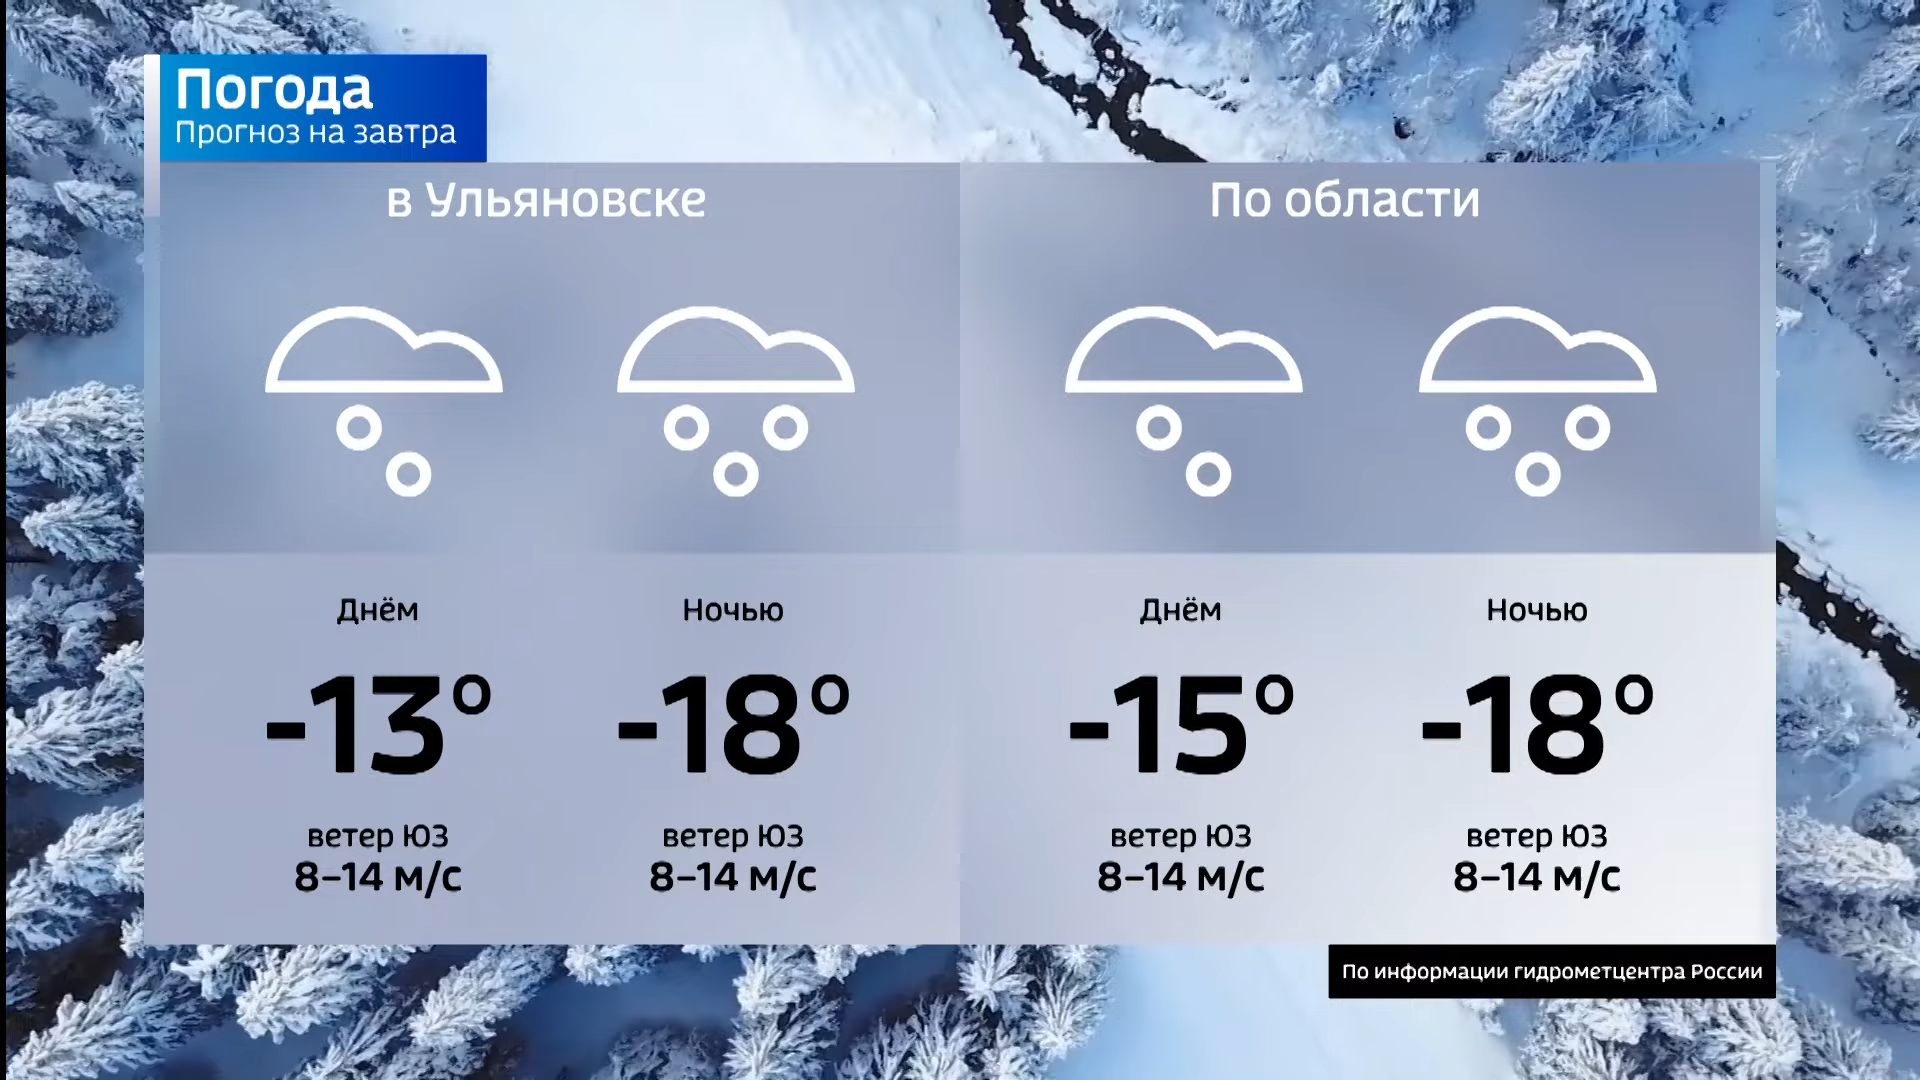 Погода
Прогноз на завтра
в Ульяновске
По области
Днём
Ночью
Днём
Ночью
-13°
-18°
-15°
-18°
ветер ЮЗ
ветер ЮЗ
ветер ЮЗ
ветер ЮЗ
8–14 м/с
8–14 м/с
8–14 м/с
8–14 м/с
По информации гидрометцентра России